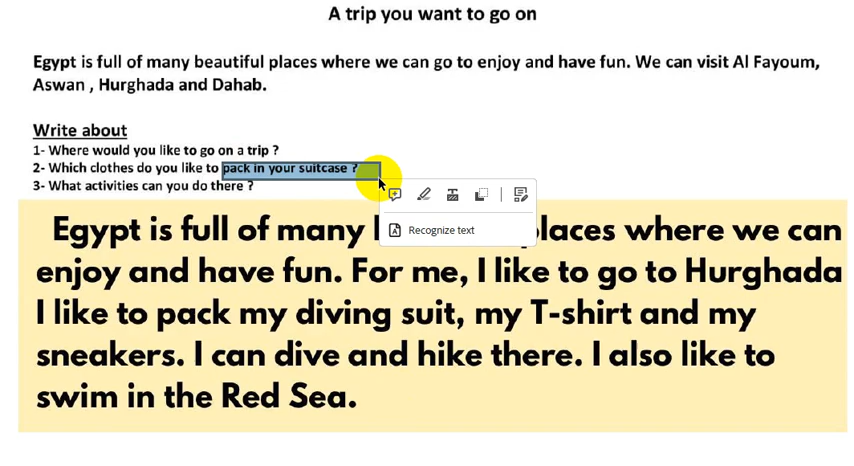 A trip you want to go on
Egypt is full of many beautiful places where we can go to enjoy and have fun. We can visit Al Fayoum,
Aswan , Hurghada and Dahab.
Write about
1- Where would you like to go on a trip ?
2- Which clothes do you like to pack in your suitcase ?
3- What activities can you do there ?
Recognize text
Egypt is full of many places where we can
enjoy and have fun. For me, I like to go to Hurghada
I like to pack my diving suit, my T-shirt and my
sneakers. I can dive and hike there. I also like to
swim in the Red Sea.